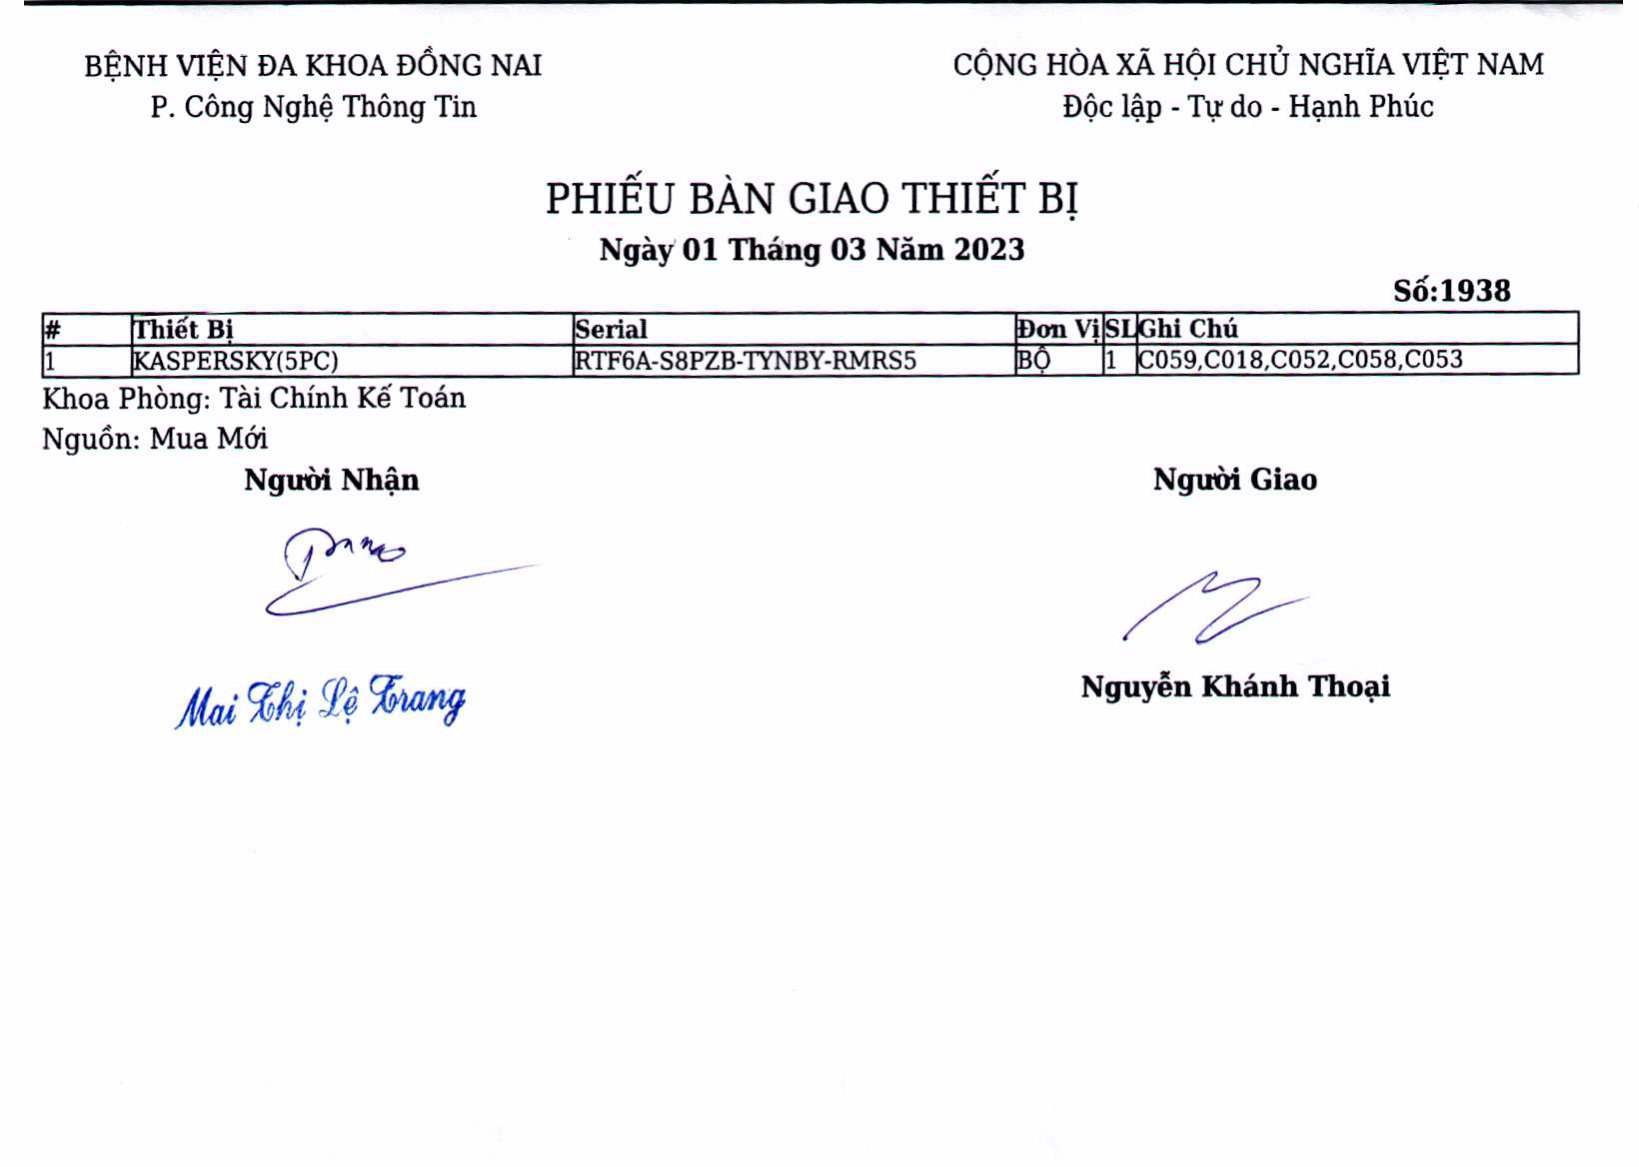 BỆNH VIỆN ĐA KHOA ĐỒNG NAI
P. Công Nghệ Thông Tin
CỘNG HÒA XÃ HỘI CHỦ NGHĨA VIỆT NAM
Độc lập - Tự do - Hạnh Phúc
PHIẾU BÀN GIAO THIẾT BỊ
Ngày 01 Tháng 03 Năm 2023
Số:1938
# Thiết Bị Serial Đơn Vị SL Ghi Chú
1 KASPERSKY(5PC) RTF6A-S8PZB-TYNBY-RMRS5 BỘ 1 C059,C018,C052,C058,C053
Khoa Phòng: Tài Chính Kế Toán
Nguồn: Mua Mới
Người Nhận Người Giao
Mai Thị Lệ Trang
Nguyễn Khánh Thoại